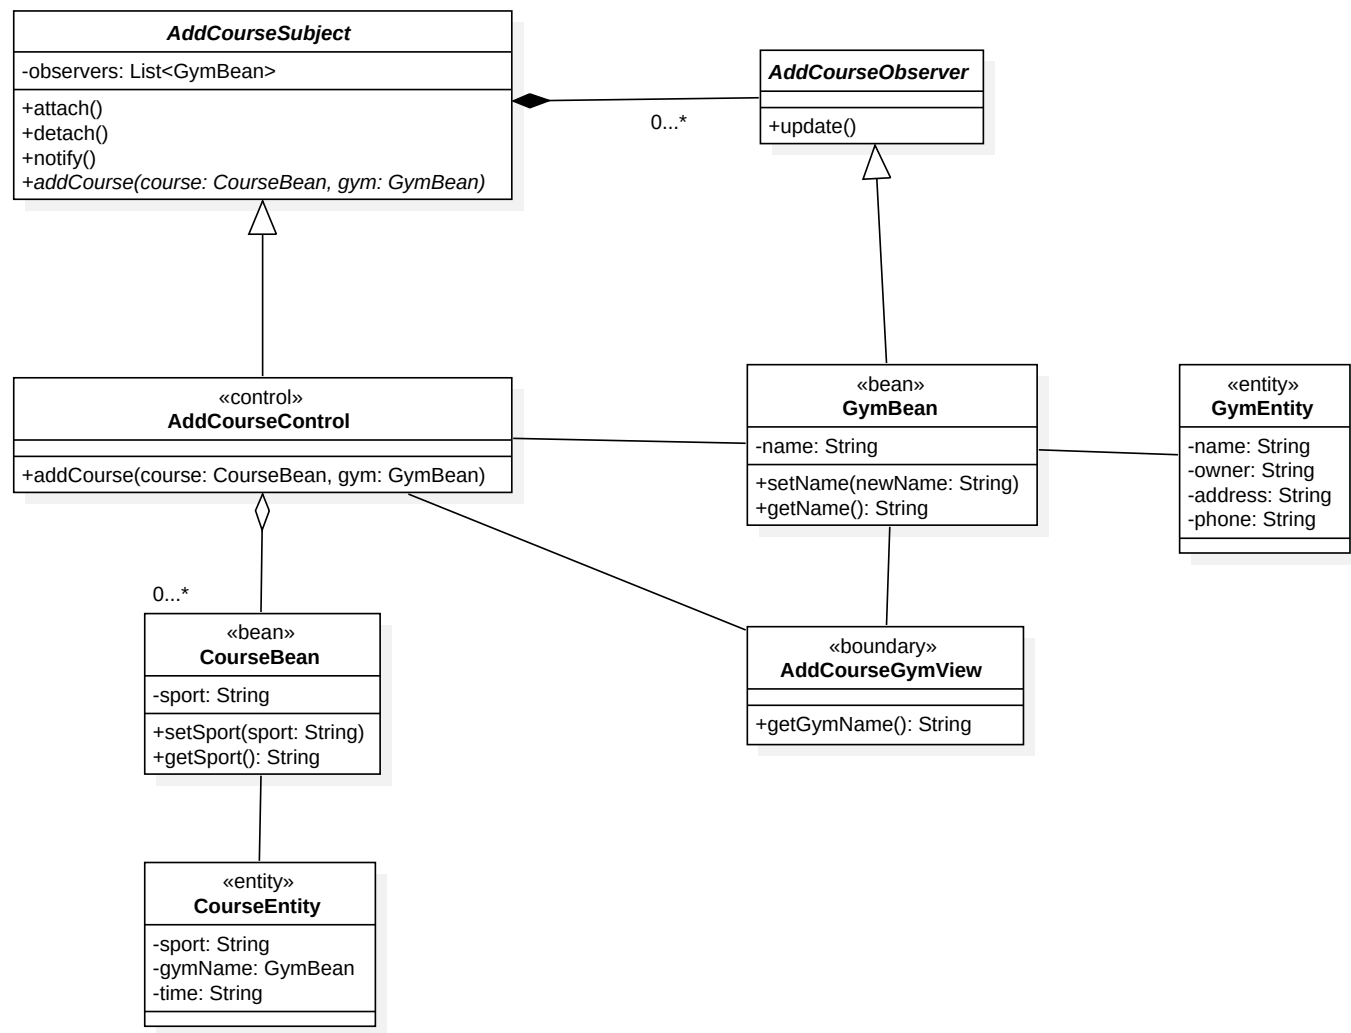 AddCourseSubject
-observers: List<GymBean>
+attach()
+detach()
+notify()
+addCourse(course: CourseBean, gym: GymBean)
0...*
AddCourseObserver
+update()
«control»
AddCourseControl
+addCourse(course: CourseBean, gym: GymBean)
«bean»
GymBean
-name: String
+setName(newName: String)
+getName(): String
«entity»
GymEntity
-name: String
-owner: String
-address: String
-phone: String
0...*
«bean»
CourseBean
-sport: String
+setSport(sport: String)
+getSport(): String
«boundary»
AddCourseGymView
+getGymName(): String
«entity»
CourseEntity
-sport: String
-gymName: GymBean
-time: String